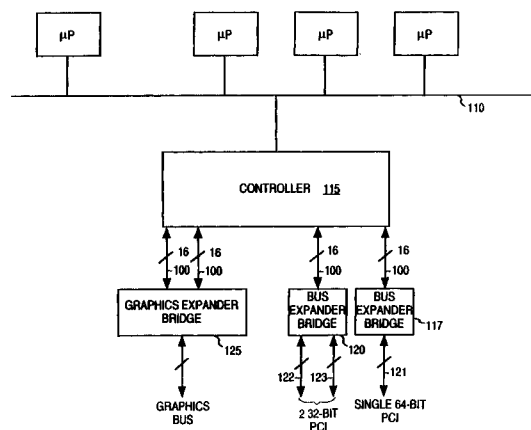 μP
μP
μP
μP
110
CONTROLLER 115
16
16
16
16
100
100
100
100
GRAPHICS EXPANDER
BRIDGE
125
BUS
EXPANDER
BRIDGE
120
BUS
EXPANDER
BRIDGE
117
122
123
121
GRAPHICS
BUS
2 32-BIT
PCI
SINGLE 64-BIT
PCI